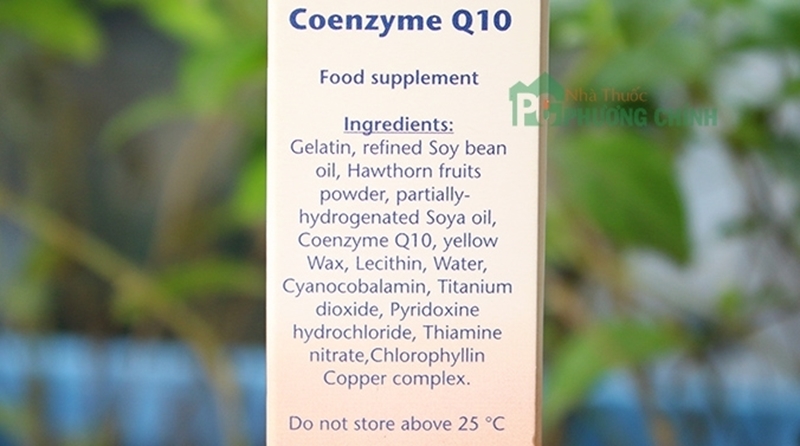 Coenzyme Q10
Food supplement
Nhà Thuốc
PHƯƠNG CHINH
Ingredients:
Gelatin, refined Soy bean
oil, Hawthorn fruits
powder, partially-
hydrogenated Soya oil,
Coenzyme Q10, yellow
Wax, Lecithin, Water,
Cyanocobalamin, Titanium
dioxide, Pyridoxine
hydrochloride, Thiamine
nitrate,Chlorophyllin
Copper complex.
Do not store above 25 °C